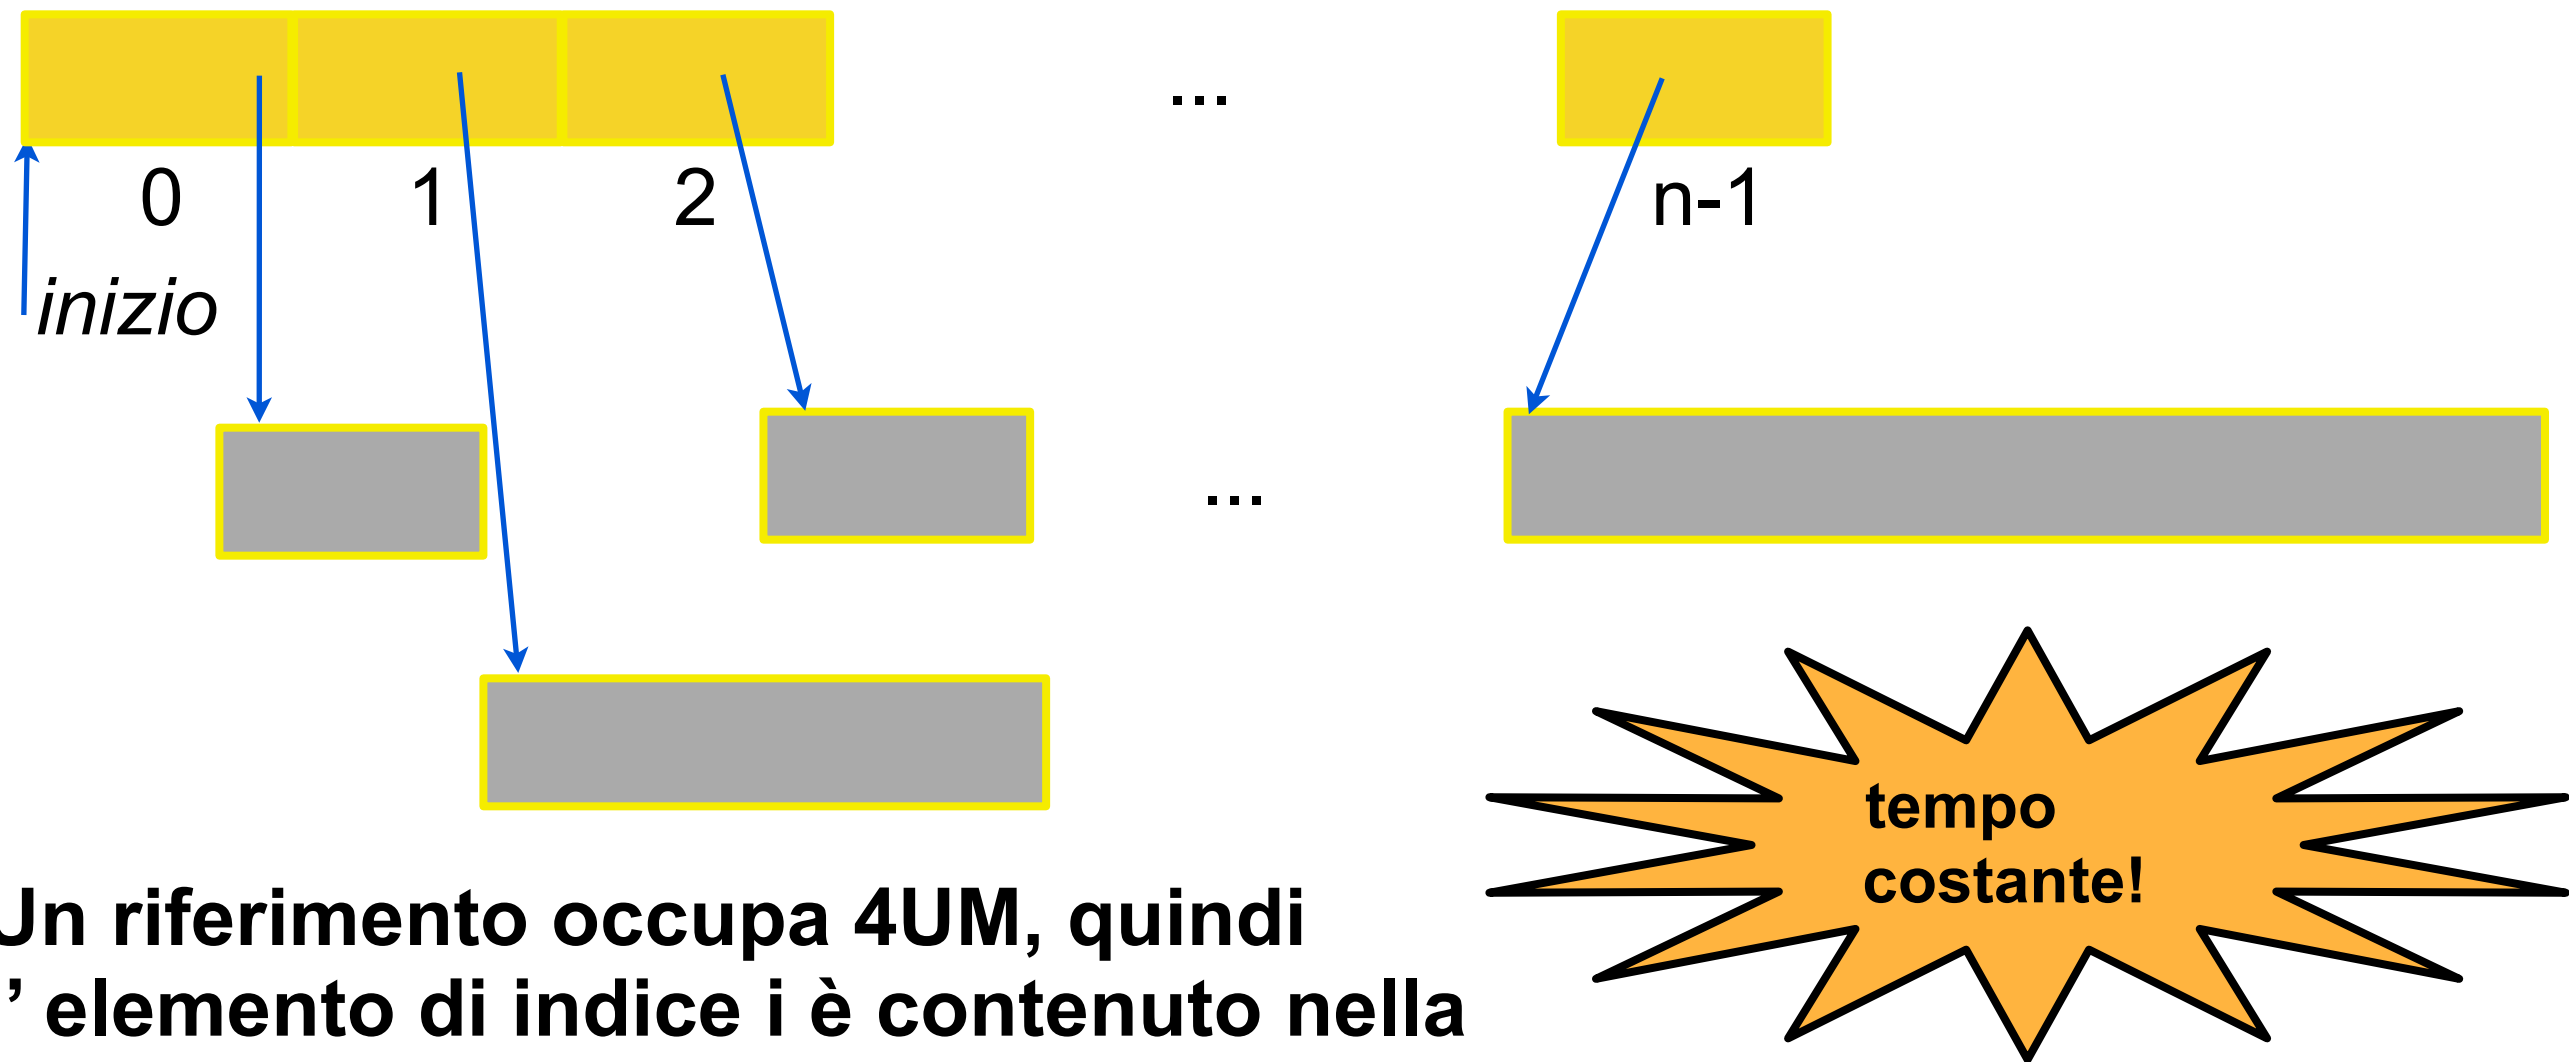 ...
0 1 2 n-1
inizio
...
tempo
costante!
Un riferimento occupa 4UM, quindi
’ elemento di indice i è contenuto nella